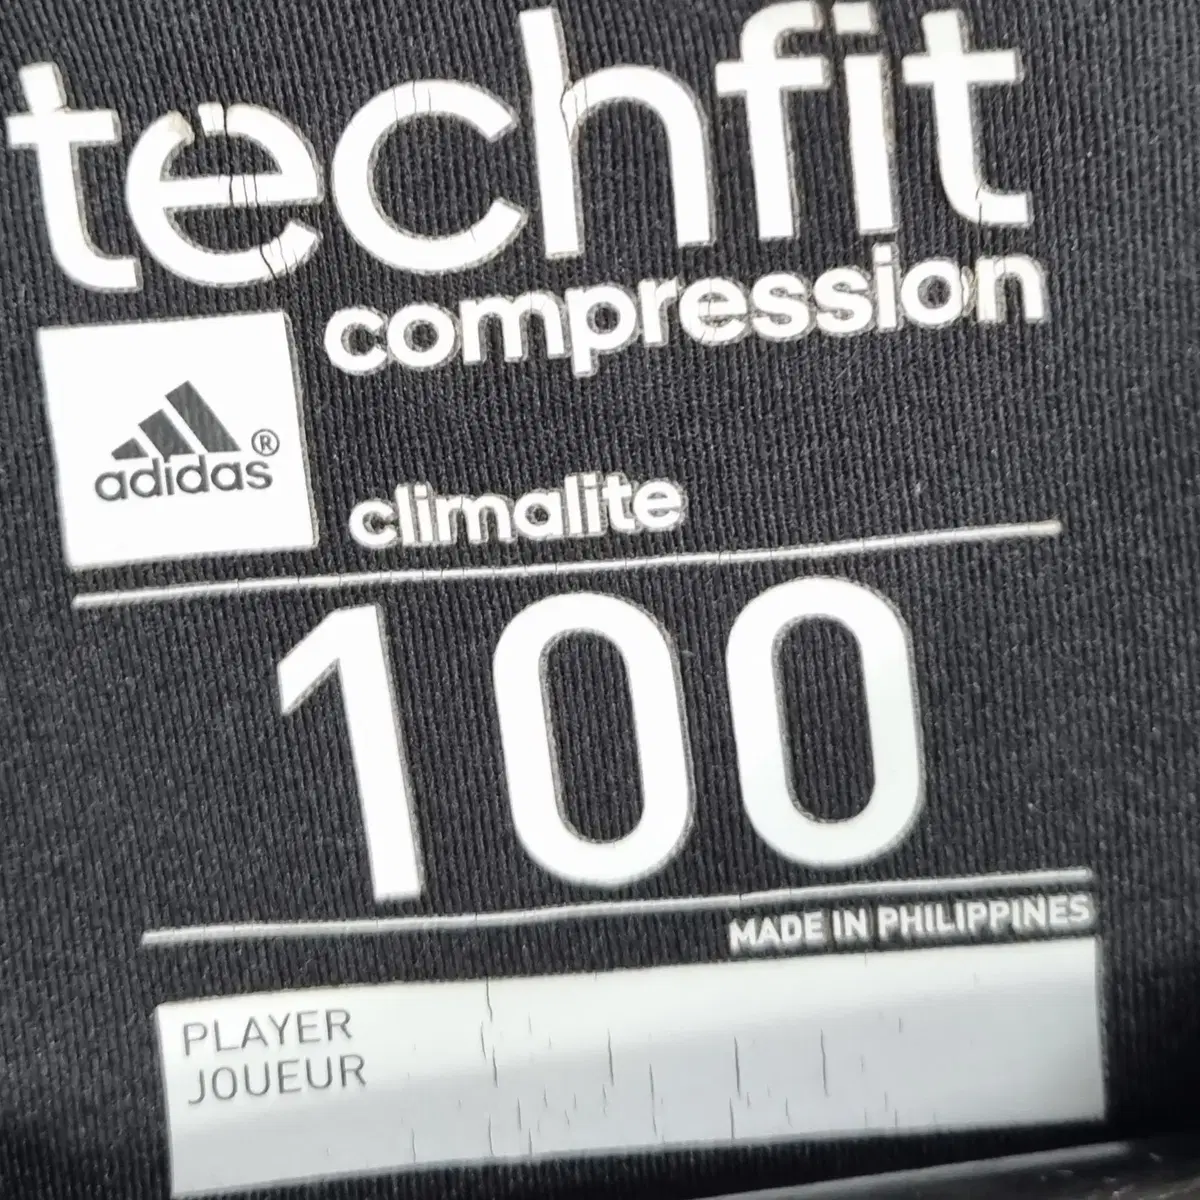 techfit
compression
adidas®
climalite
100
MADE IN PHILIPPINES
PLAYER
JOUEUR